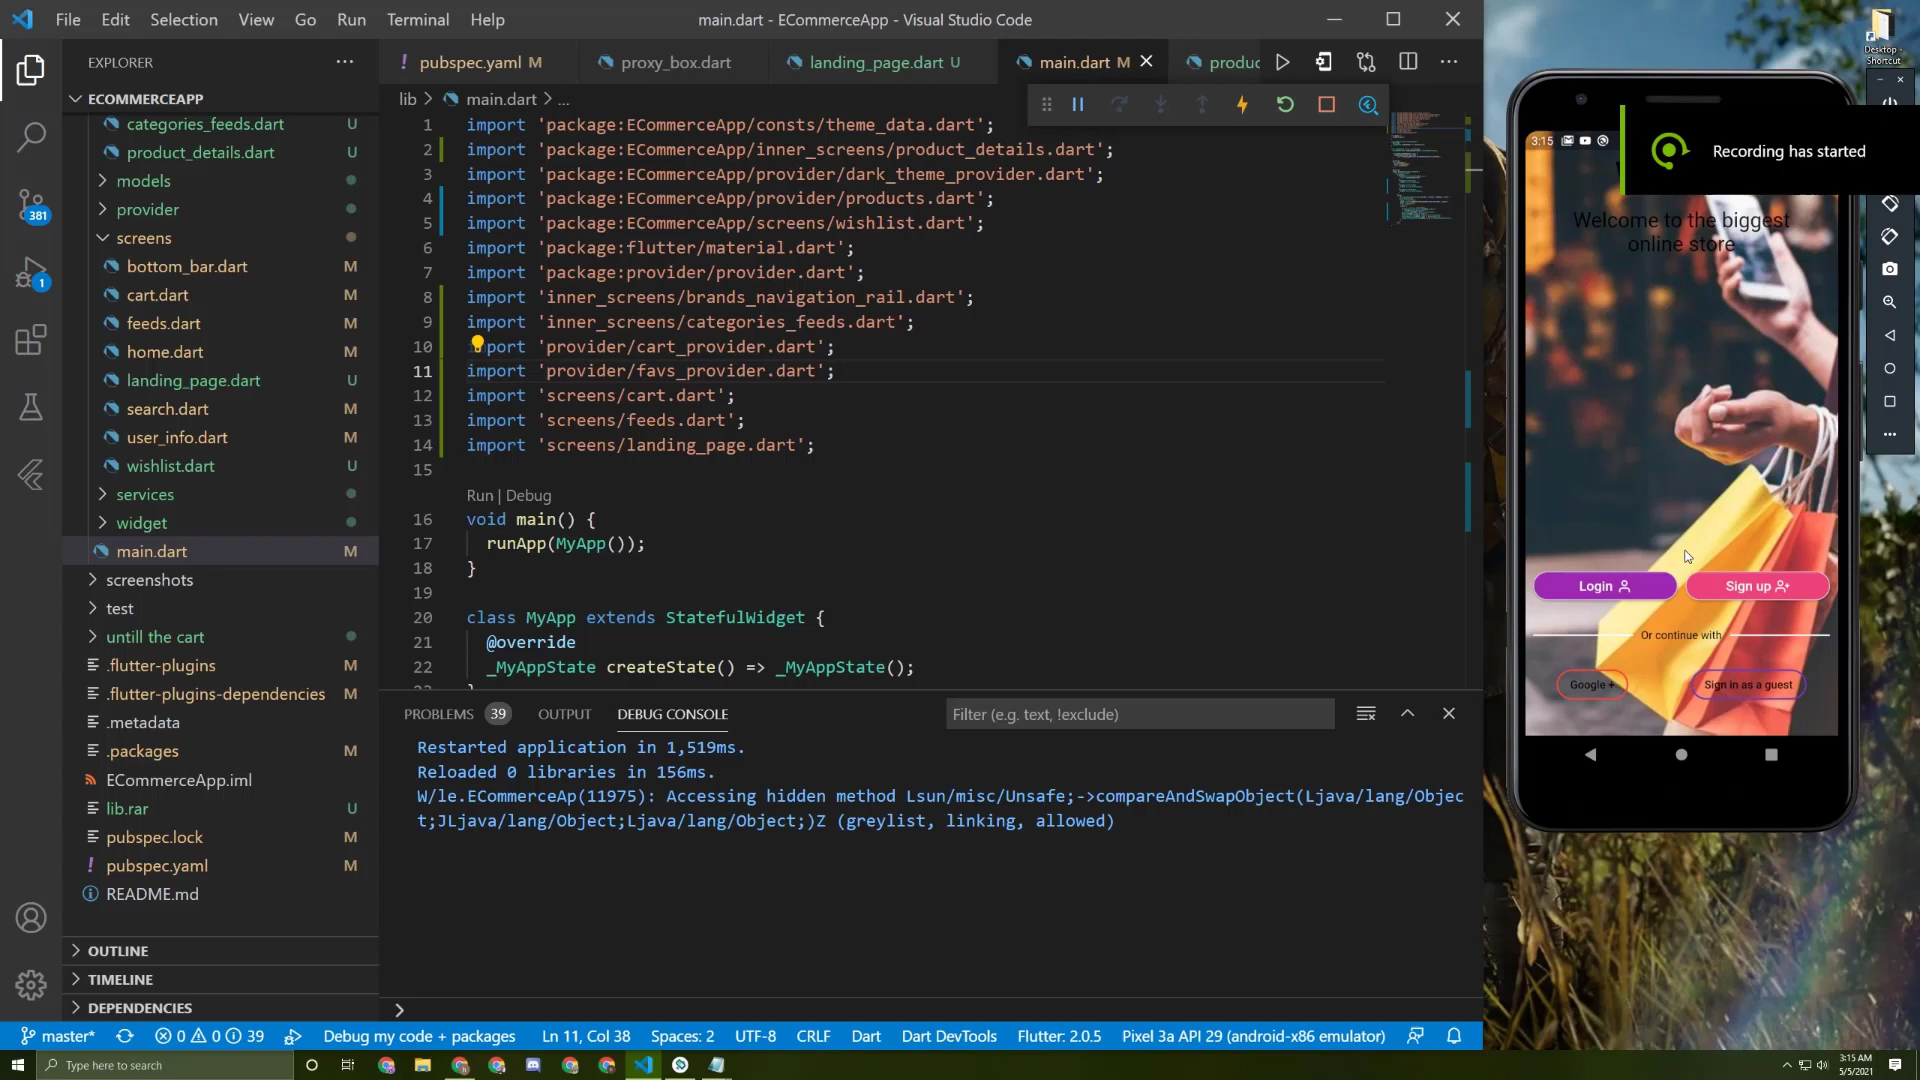 File Edit Selection View Go Run Terminal Help
main.dart - ECommerceApp - Visual Studio Code
EXPLORER
ECOMMERCEAPP
categories_feeds.dart U
product_details.dart U
models
provider
screens
bottom_bar.dart M
cart.dart M
feeds.dart M
home.dart M
landing_page.dart U
search.dart M
user_info.dart M
wishlist.dart U
services
widget
main.dart M
screenshots
test
untill the cart
.flutter-plugins M
.flutter-plugins-dependencies M
.metadata
.packages M
ECommerceApp.iml
lib.rar U
pubspec.lock M
pubspec.yaml M
README.md
OUTLINE
TIMELINE
DEPENDENCIES
381
1
pubspec.yaml M
proxy_box.dart
landing_page.dart U
main.dart M
produc
lib > main.dart > ...
1 import 'package:ECommerceApp/consts/theme_data.dart';
2 import 'package:ECommerceApp/inner_screens/product_details.dart';
3 import 'package:ECommerceApp/provider/dark_theme_provider.dart';
4 import 'package:ECommerceApp/provider/products.dart';
5 import 'package:ECommerceApp/screens/wishlist.dart';
6 import 'package:flutter/material.dart';
7 import 'package:provider/provider.dart';
8 import 'inner_screens/brands_navigation_rail.dart';
9 import 'inner_screens/categories_feeds.dart';
10 import 'provider/cart_provider.dart';
11 import 'provider/favs_provider.dart';
12 import 'screens/cart.dart';
13 import 'screens/feeds.dart';
14 import 'screens/landing_page.dart';
15
Run | Debug
16 void main() {
17 runApp(MyApp());
18 }
19
20 class MyApp extends StatefulWidget {
21 @override
22 _MyAppState createState() => _MyAppState();
PROBLEMS 39 OUTPUT DEBUG CONSOLE
Filter (e.g. text, !exclude)
Restarted application in 1,519ms.
Reloaded 0 libraries in 156ms.
W/le.ECommerceAp(11975): Accessing hidden method Lsun/misc/Unsafe;->compareAndSwapObject(Ljava/lang/Objec
t;JLjava/lang/Object;Ljava/lang/Object;)Z (greylist, linking, allowed)
master* 0 0 39 Debug my code + packages Ln 11, Col 38 Spaces: 2 UTF-8 CRLF Dart Dart DevTools Flutter: 2.0.5 Pixel 3a API 29 (android-x86 emulator)
Type here to search
3:15 AM
5/5/2021
Desktop -
Shortcut
Recording has started
3:15
Welcome to the biggest
online store
Login
Sign up
Or continue with
Google +
Sign in as a guest